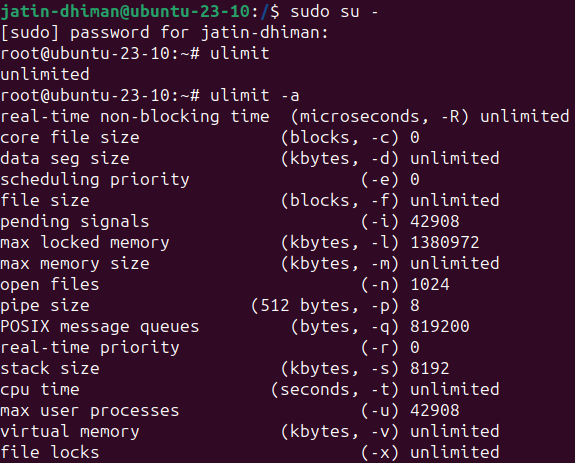 jatin-dhiman@ubuntu-23-10:/$ sudo su -
[sudo] password for jatin-dhiman:
root@ubuntu-23-10:~# ulimit
unlimited
root@ubuntu-23-10:~# ulimit -a
real-time non-blocking time  (microseconds, -R) unlimited
core file size              (blocks, -c) 0
data seg size               (kbytes, -d) unlimited
scheduling priority                 (-e) 0
file size                   (blocks, -f) unlimited
pending signals                     (-i) 42908
max locked memory           (kbytes, -l) 1380972
max memory size             (kbytes, -m) unlimited
open files                          (-n) 1024
pipe size                (512 bytes, -p) 8
POSIX message queues         (bytes, -q) 819200
real-time priority                  (-r) 0
stack size                  (kbytes, -s) 8192
cpu time                   (seconds, -t) unlimited
max user processes                  (-u) 42908
virtual memory              (kbytes, -v) unlimited
file locks                          (-x) unlimited